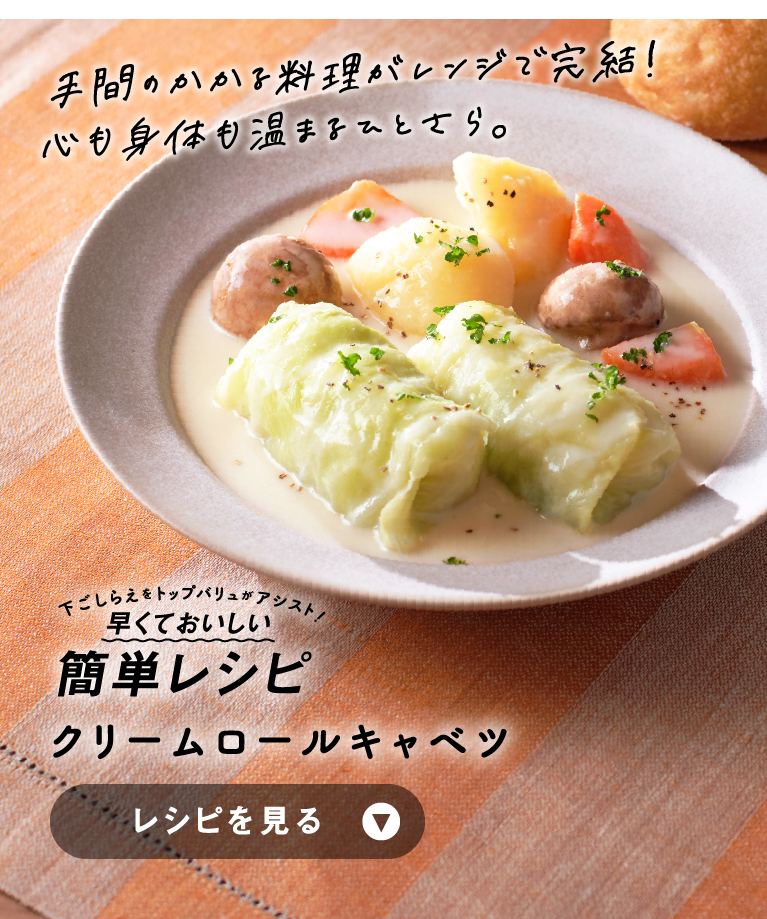 手間のかかる料理がレンジで完結!
心も身体も温まるひとさら。
下ごしらえをトップバリュがアシスト!
早くておいしい
簡単レシピ
クリームロールキャベツ
レシピを見る